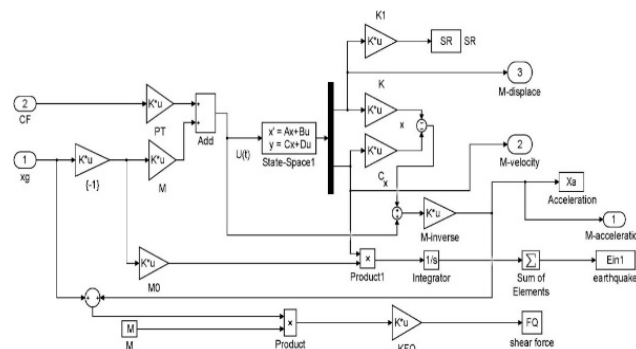 K1
K*u
SR
SR
3
M-displace
K
K*u
x
2
CF
K*u
PT
Add
x' = Ax+Bu
y = Cx+Du
State-Space1
U(t)
K*u
C
x
2
M-velocity
1
xg
K*u
{-1}
K*u
M
K*u
M-inverse
Xa
Acceleration
1
M-acceleration
K*u
M0
×
Product1
1/s
Integrator
Σ
Sum of
Elements
Ein1
earthquake
M
M
×
Product
K*u
FQ
shear force